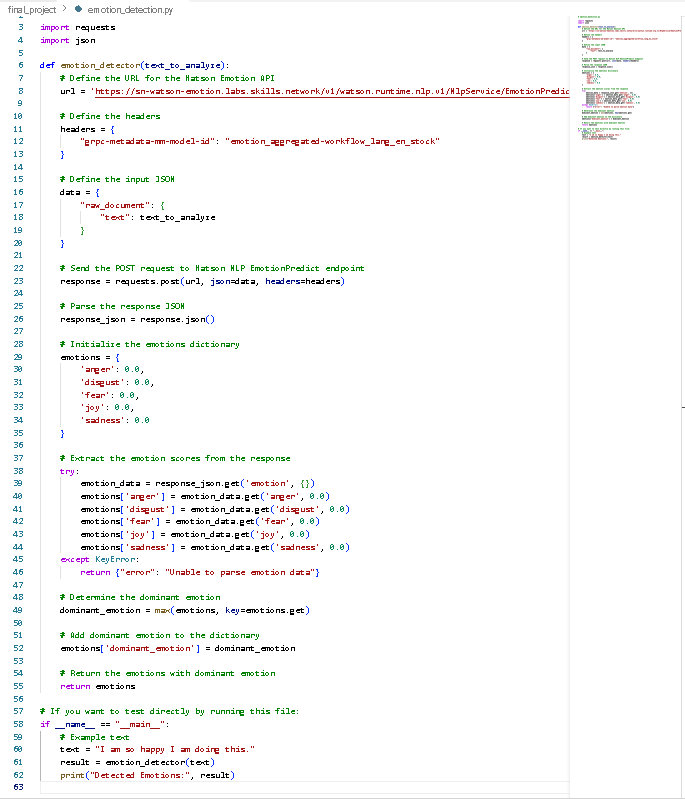 final_project > emotion_detection.py
2
3 import requests
4 import json
5
6 def emotion_detector(text_to_analyze):
7 # Define the URL for the Watson Emotion API
8 url = 'https://sn-watson-emotion.labs.skills.network/v1/watson.runtime.nlp.v1/NlpService/EmotionPredic
9
10 # Define the headers
11 headers = {
12 "grpc-metadata-mm-model-id": "emotion_aggregated-workflow_lang_en_stock"
13 }
14
15 # Define the input JSON
16 data = {
17 "raw_document": {
18 "text": text_to_analyze
19 }
20 }
21
22 # Send the POST request to Watson NLP EmotionPredict endpoint
23 response = requests.post(url, json=data, headers=headers)
24
25 # Parse the response JSON
26 response_json = response.json()
27
28 # Initialize the emotions dictionary
29 emotions = {
30 'anger': 0.0,
31 'disgust': 0.0,
32 'fear': 0.0,
33 'joy': 0.0,
34 'sadness': 0.0
35 }
36
37 # Extract the emotion scores from the response
38 try:
39 emotion_data = response_json.get('emotion', {})
40 emotions['anger'] = emotion_data.get('anger', 0.0)
41 emotions['disgust'] = emotion_data.get('disgust', 0.0)
42 emotions['fear'] = emotion_data.get('fear', 0.0)
43 emotions['joy'] = emotion_data.get('joy', 0.0)
44 emotions['sadness'] = emotion_data.get('sadness', 0.0)
45 except KeyError:
46 return {"error": "Unable to parse emotion data"}
47
48 # Determine the dominant emotion
49 dominant_emotion = max(emotions, key=emotions.get)
50
51 # Add dominant emotion to the dictionary
52 emotions['dominant_emotion'] = dominant_emotion
53
54 # Return the emotions with dominant emotion
55 return emotions
56
57 # If you want to test directly by running this file:
58 if __name__ == "__main__":
59 # Example text
60 text = "I am so happy I am doing this."
61 result = emotion_detector(text)
62 print("Detected Emotions:", result)
63